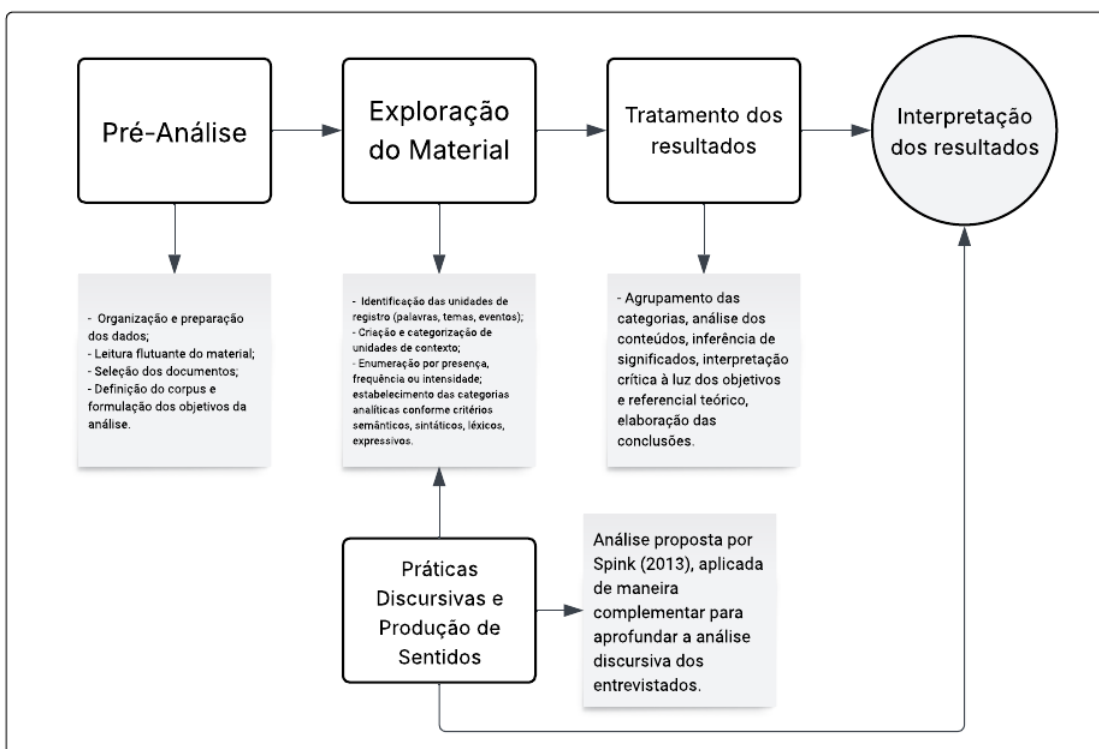 Pré-Análise
Exploração
do Material
Tratamento dos
resultados
Interpretação
dos resultados
- Organização e preparação
dos dados;
- Leitura flutuante do material;
- Seleção dos documentos;
- Definição do corpus e
formulação dos objetivos da
análise.
- Identificação das unidades de
registro (palavras, temas, eventos);
- Criação e categorização de
unidades de contexto;
- Enumeração por presença,
frequência ou intensidade;
estabelecimento das categorias
analíticas conforme critérios
semânticos, sintáticos, léxicos,
expressivos.
- Agrupamento das
categorias, análise dos
conteúdos, inferência de
significados, interpretação
crítica à luz dos objetivos
e referencial teórico,
elaboração das
conclusões.
Práticas
Discursivas e
Produção de
Sentidos
Análise proposta por
Spink (2013), aplicada
de maneira
complementar para
aprofundar a análise
discursiva dos
entrevistados.